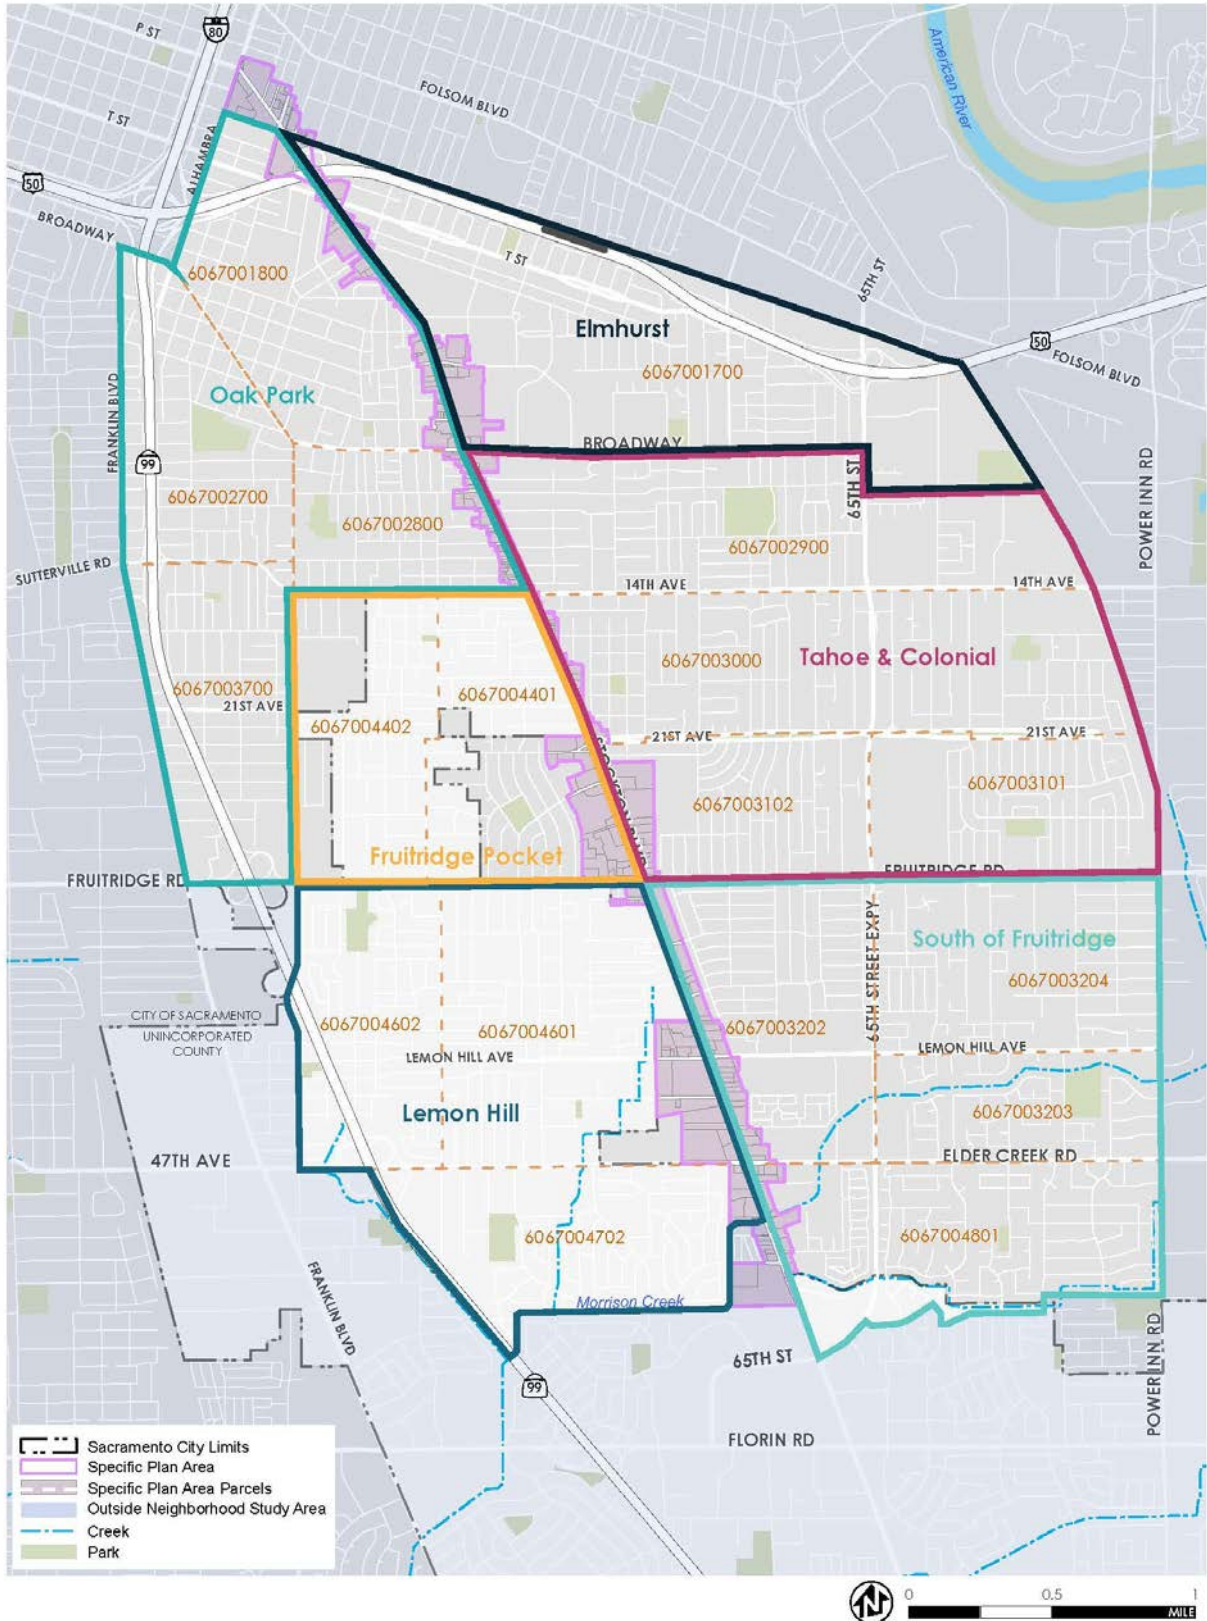 80
P ST
FOLSOM BLVD
American River
T ST
ALHAMBRA
50
BROADWAY
T ST
65TH ST
6067001800
Elmhurst
50
FOLSOM BLVD
6067001700
FRANKLIN BLVD
Oak Park
BROADWAY
99
65TH ST
POWER INN RD
6067002700
6067002800
6067002900
SUTTERVILLE RD
14TH AVE
14TH AVE
6067003000
Tahoe & Colonial
6067003700
6067004401
21ST AVE
6067004402
21ST AVE
21ST AVE
STOCKTON BLVD
6067003101
6067003102
Fruitridge Pocket
FRUITRIDGE RD
FRUITRIDGE RD
65TH STREET EXPY
South of Fruitridge
6067003204
CITY OF SACRAMENTO
UNINCORPORATED
COUNTY
6067004602
6067004601
6067003202
LEMON HILL AVE
LEMON HILL AVE
Lemon Hill
6067003203
47TH AVE
ELDER CREEK RD
6067004702
6067004801
FRANKLIN BLVD
Morrison Creek
65TH ST
POWER INN RD
99
FLORIN RD
Sacramento City Limits
Specific Plan Area
Specific Plan Area Parcels
Outside Neighborhood Study Area
Creek
Park
N
0 0.5 1
MILE